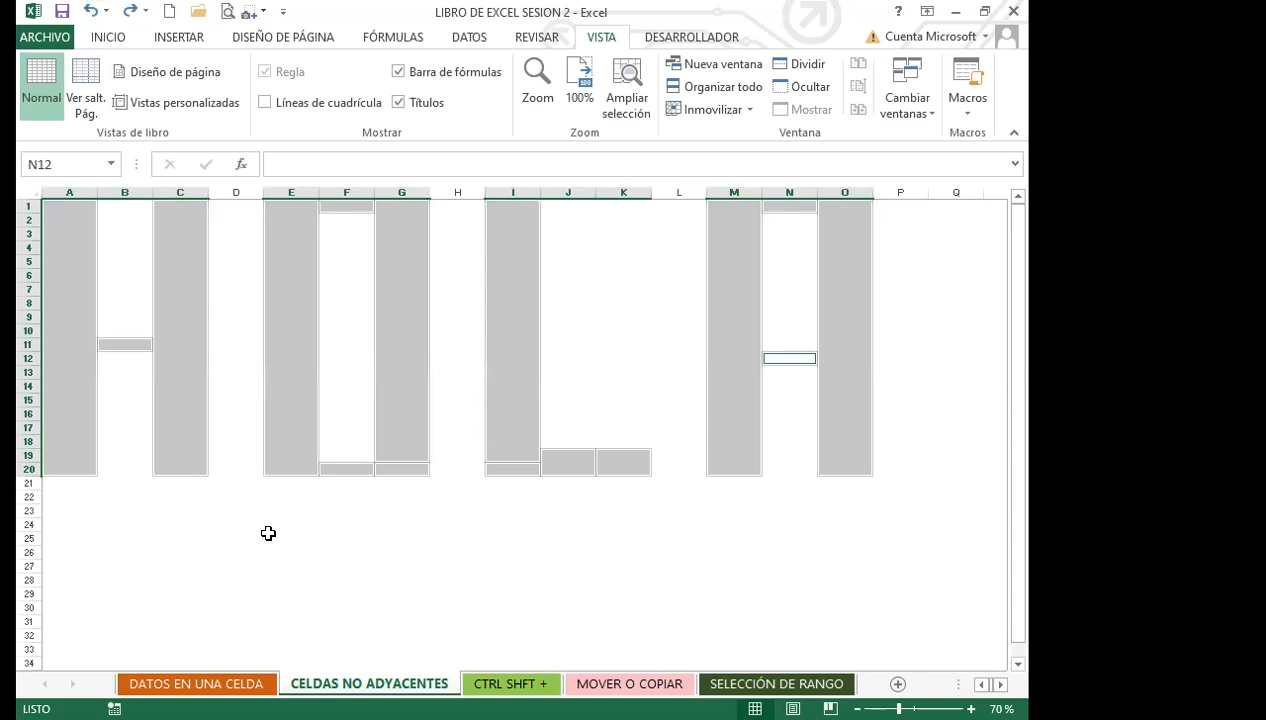 LIBRO DE EXCEL SESION 2 - Excel
ARCHIVO INICIO INSERTAR DISEÑO DE PÁGINA FÓRMULAS DATOS REVISAR VISTA DESARROLLADOR Cuenta Microsoft
Normal
Ver salt. Pág.
Diseño de página
Vistas personalizadas
Vistas de libro
Regla
Barra de fórmulas
Líneas de cuadrícula
Títulos
Mostrar
Zoom
100%
Ampliar selección
Zoom
Nueva ventana
Organizar todo
Inmovilizar
Dividir
Ocultar
Mostrar
Cambiar ventanas
Ventana
Macros
Macros
N12
fx
A B C D E F G H I J K L M N O P Q
1
2
3
4
5
6
7
8
9
10
11
12
13
14
15
16
17
18
19
20
21
22
23
24
25
26
27
28
29
30
31
32
33
34
DATOS EN UNA CELDA CELDAS NO ADYACENTES CTRL SHFT + MOVER O COPIAR SELECCIÓN DE RANGO
LISTO 70 %